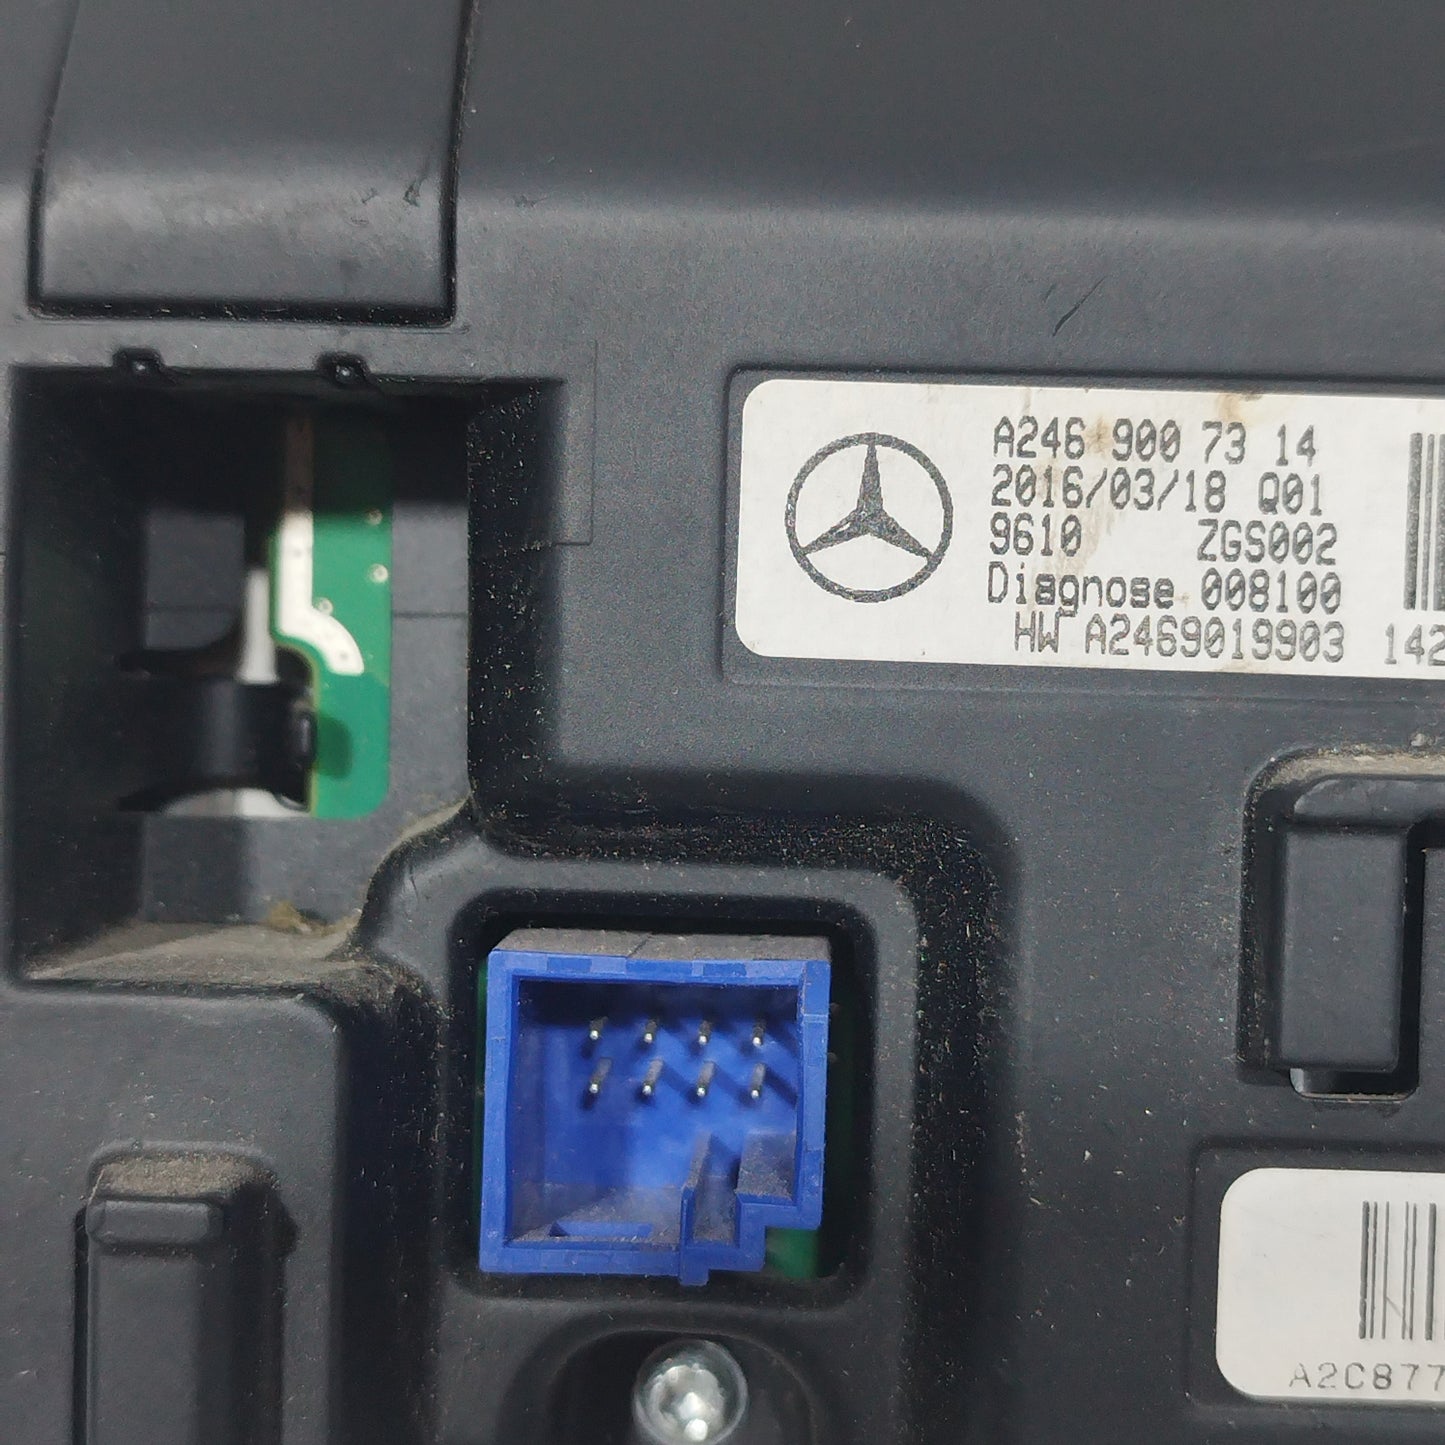 A246 900 73 14
2016/03/18 Q01
9610 ZGS002
Diagnose 008100
HW A2469019903 142
A2C877